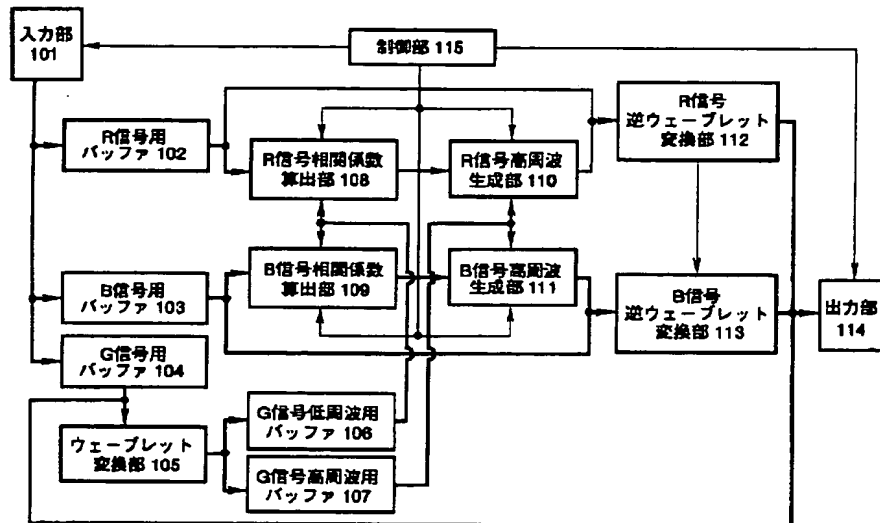 入力部
101
制御部 115
R信号用
バッファ 102
R信号相関係数
算出部 108
R信号高周波
生成部 110
R信号
逆ウェーブレット
変換部 112
B信号用
バッファ 103
B信号相関係数
算出部 109
B信号高周波
生成部 111
B信号
逆ウェーブレット
変換部 113
出力部
114
G信号用
バッファ 104
ウェーブレット
変換部 105
G信号低周波用
バッファ 106
G信号高周波用
バッファ 107